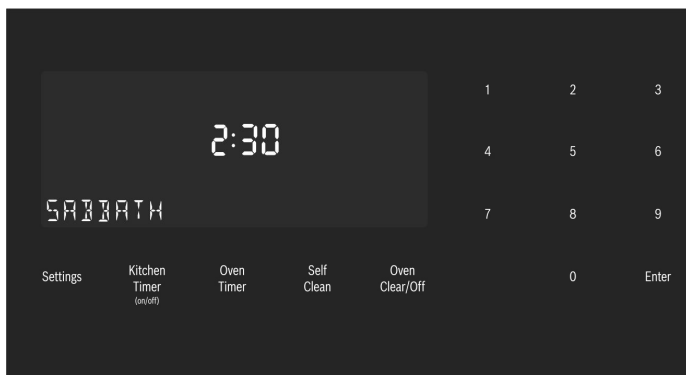 2:30
SABBATH
1 2 3
4 5 6
7 8 9
0 Enter
Settings
Kitchen
Timer
(on/off)
Oven
Timer
Self
Clean
Oven
Clear/Off